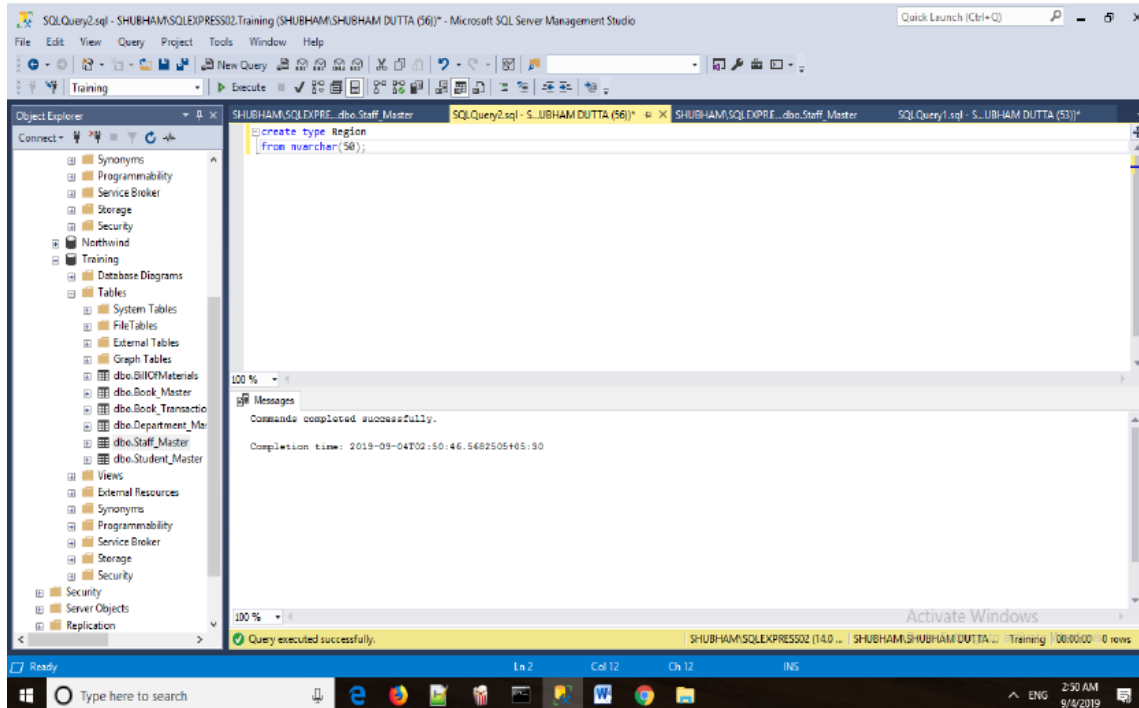 SQLQuery2.sql - SHUBHAM\SQLEXPRESS02.Training (SHUBHAM\SHUBHAM DUTTA (56))* - Microsoft SQL Server Management Studio
Quick Launch (Ctrl+Q)
File Edit View Query Project Tools Window Help
New Query
Training
Execute
Object Explorer
SHUBHAM\SQLEXPRE...dbo.Staff_Master
SQLQuery2.sql - S...UBHAM DUTTA (56))*
SHUBHAM\SQLEXPRE...dbo.Staff_Master
SQLQuery1.sql - S...UBHAM DUTTA (53))*
Connect
create type Region
from nvarchar(50);
Synonyms
Programmability
Service Broker
Storage
Security
Northwind
Training
Database Diagrams
Tables
System Tables
FileTables
External Tables
Graph Tables
dbo.BillOfMaterials
dbo.Book_Master
dbo.Book_Transactio
dbo.Department_Ma
dbo.Staff_Master
dbo.Student_Master
Views
External Resources
Synonyms
Programmability
Service Broker
Storage
Security
Security
Server Objects
Replication
100 %
Messages
Commands completed successfully.
Completion time: 2019-09-04T02:50:46.5682505+05:30
100 %
Activate Windows
Query executed successfully.
SHUBHAM\SQLEXPRESS02 (14.0 ...
SHUBHAM\SHUBHAM DUTTA ...
Training
00:00:00
0 rows
Ready
Ln 2
Col 12
Ch 12
INS
Type here to search
ENG
2:50 AM
9/4/2019